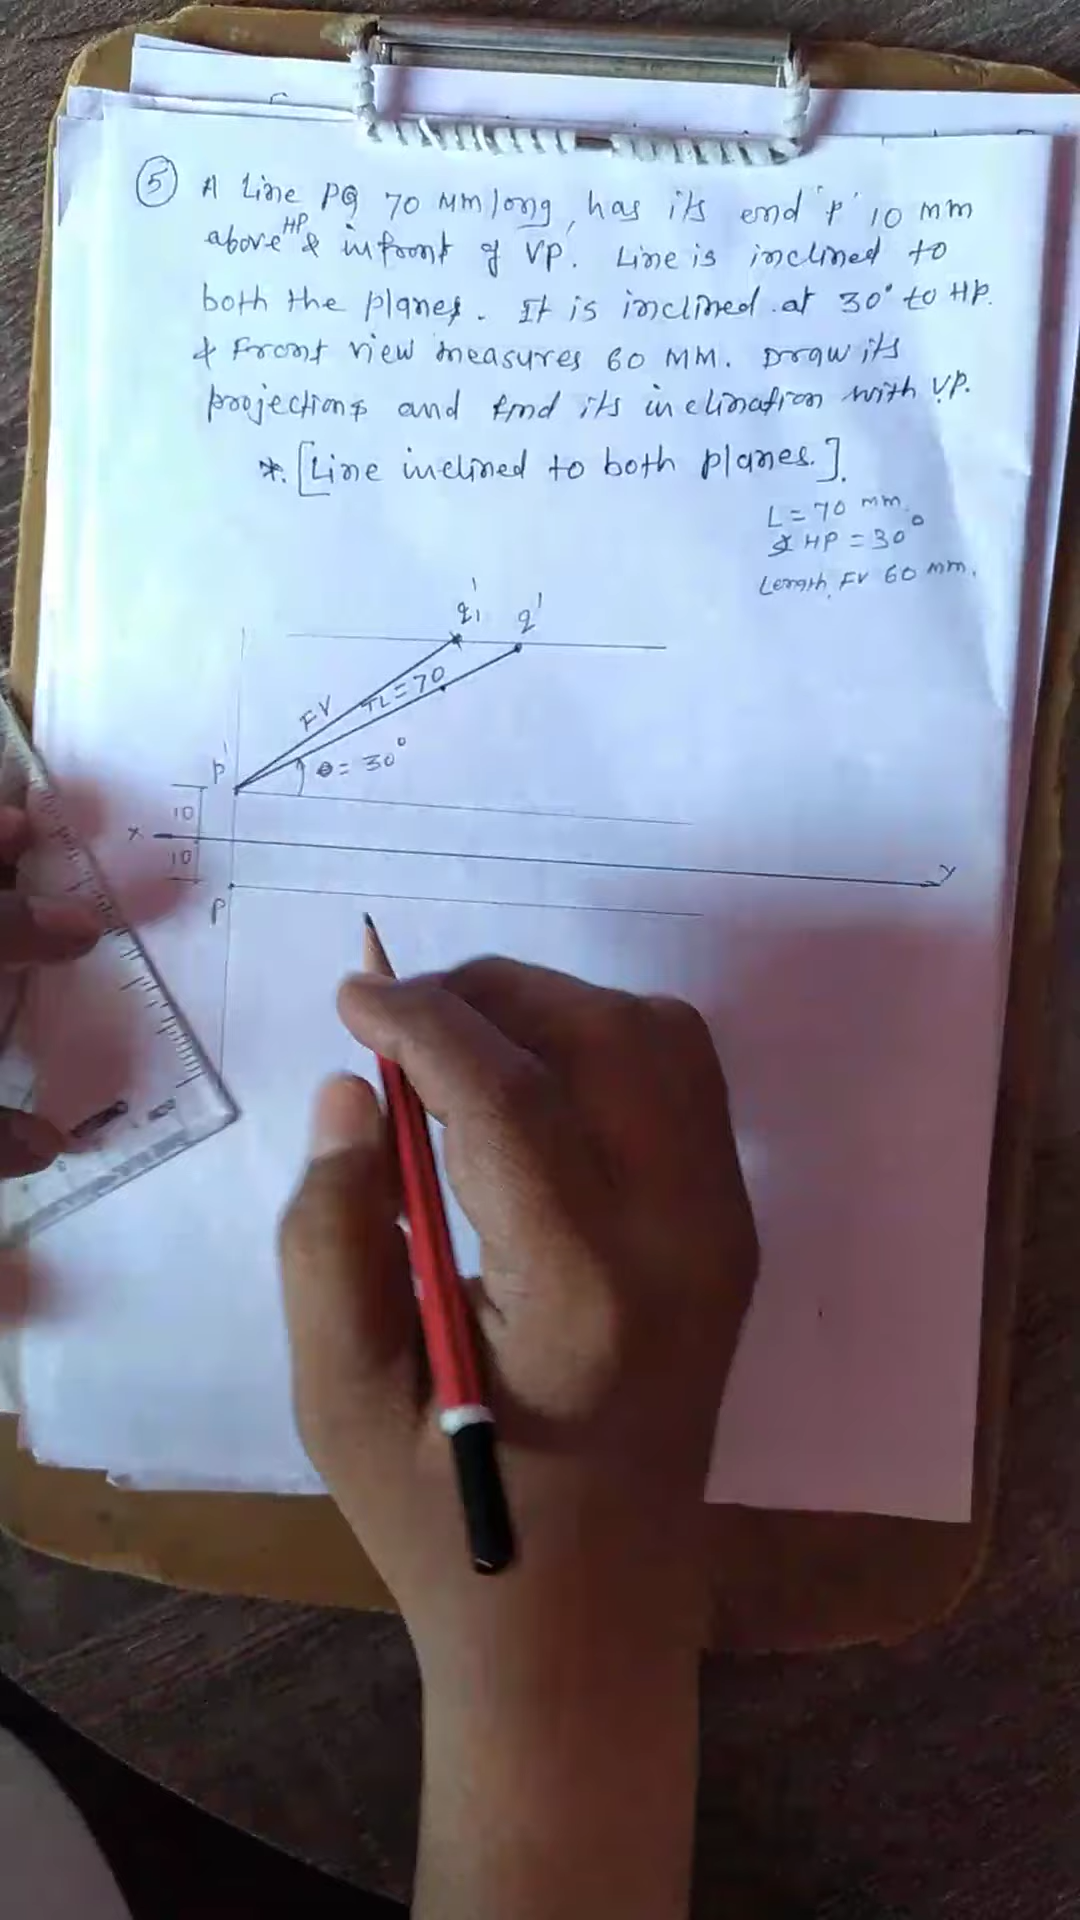 5 A Line PQ 70 mm long, has its end 'p' 10 mm
above HP & infront of VP. Line is inclined to
both the planes. It is inclined at 30° to HP.
& Front view measures 60 MM. Draw its
projections and find its inclination with VP.
*. [Line inclined to both planes.].
L = 70 mm.
∠ HP = 30°
Length FV 60 mm.
q1' q'
FV TL=70
p' θ = 30°
10
x
10
y
p